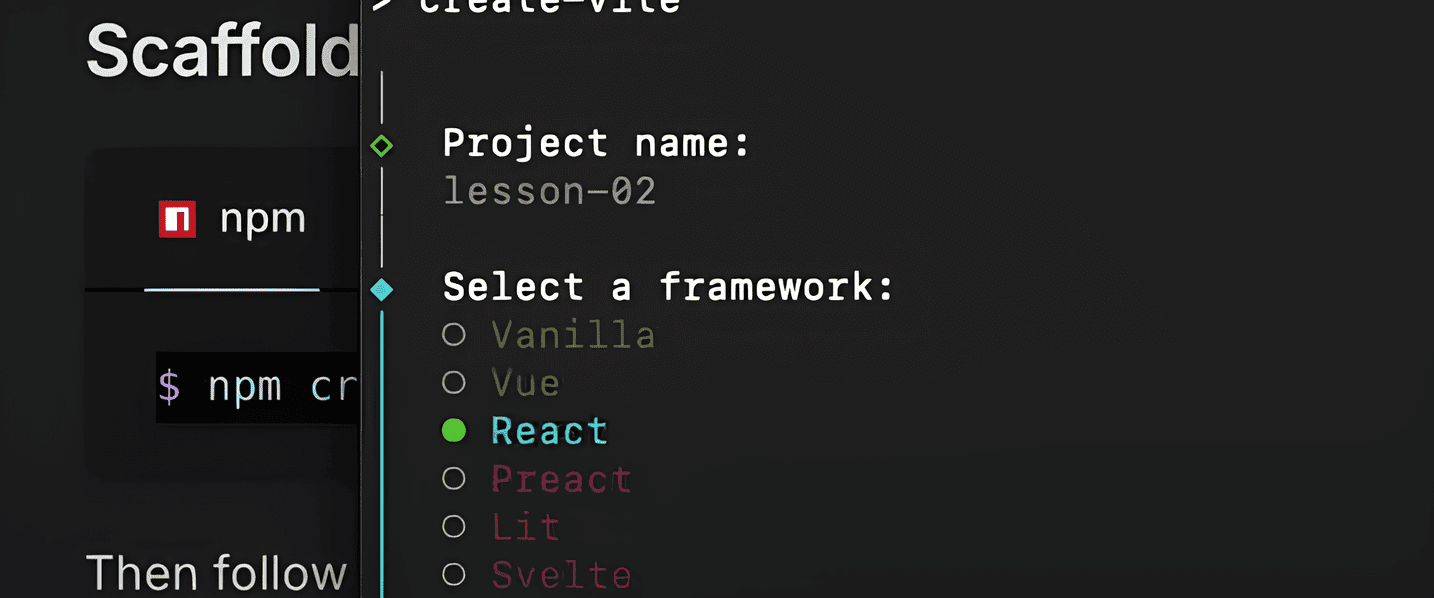 Scaffold
npm
$ npm cr
Then follow
> create-vite
Project name:
lesson-02
Select a framework:
Vanilla
Vue
React
Preact
Lit
Svelte